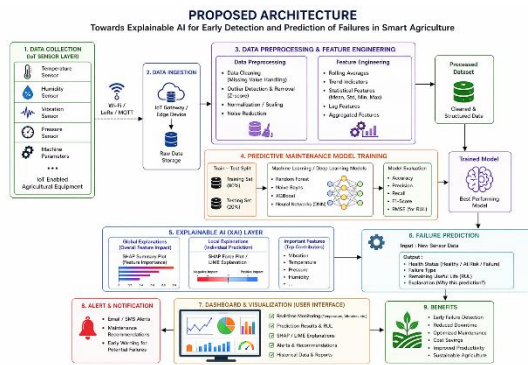 PROPOSED ARCHITECTURE
Towards Explainable AI for Early Detection and Prediction of Failures in Smart Agriculture
1. DATA COLLECTION
(IoT SENSOR LAYER)
Temperature
Sensor
Humidity
Sensor
Vibration
Sensor
Pressure
Sensor
Machine
Parameters
IoT Enabled
Agricultural Equipment
Wi-Fi /
LoRa / MQTT
2. DATA INGESTION
IoT Gateway /
Edge Device
Raw Data
Storage
3. DATA PREPROCESSING & FEATURE ENGINEERING
Data Preprocessing
Data Cleaning
(Missing Value Handling)
Outlier Detection & Removal
(Z-score)
Normalization / Scaling
Noise Reduction
Feature Engineering
Rolling Averages
Trend Indicators
Statistical Features
(Mean, Std, Min, Max)
Lag Features
Aggregated Features
Processed
Dataset
Cleaned &
Structured Data
4. PREDICTIVE MAINTENANCE MODEL TRAINING
Train - Test Split
Training Set
(80%)
Testing Set
(20%)
Machine Learning / Deep Learning Models
Random Forest
Naive Bayes
XGBoost
Neural Networks (DNN)
Model Evaluation
Accuracy
Precision
Recall
F1-Score
RMSE (for RUL)
Trained Model
Best Performing
Model
5. EXPLAINABLE AI (XAI) LAYER
Global Explanations
(Overall Feature Impact)
SHAP Summary Plot
(Feature Importance)
Local Explanations
(Individual Prediction)
SHAP Force Plot /
LIME Explanation
Negative Impact
Positive Impact
Important Features
(Top Contributors)
Vibration
Temperature
Pressure
Humidity
...
6. FAILURE PREDICTION
Input : New Sensor Data
Output :
Health Status (Healthy / At Risk / Failure)
Failure Type
Remaining Useful Life (RUL)
Explanation (Why this prediction?)
8. ALERT & NOTIFICATION
Email / SMS Alerts
Maintenance
Recommendations
Early Warning for
Potential Failures
7. DASHBOARD & VISUALIZATION (USER INTERFACE)
Real-time Monitoring
Prediction Results & RUL
SHAP / LIME Explanations
Alerts & Recommendations
Historical Data & Reports
9. BENEFITS
Early Failure Detection
Reduced Downtime
Optimized Maintenance
Cost Savings
Improved Productivity
Sustainable Agriculture